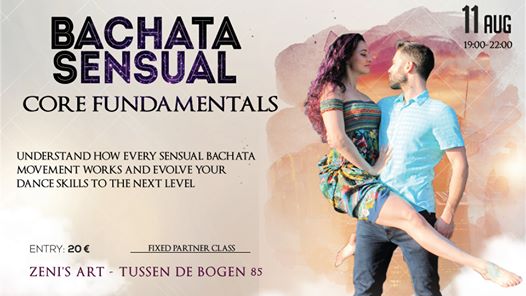 BACHATA
SENSUAL
CORE FUNDAMENTALS
11 AUG
19:00-22:00
UNDERSTAND HOW EVERY SENSUAL BACHATA
MOVEMENT WORKS AND EVOLVE YOUR
DANCE SKILLS TO THE NEXT LEVEL
ENTRY: 20 €
FIXED PARTNER CLASS
ZENI'S ART - TUSSEN DE BOGEN 85